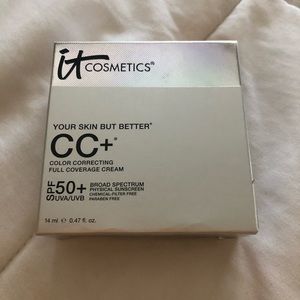 it COSMETICS®
YOUR SKIN BUT BETTER®
CC+®
COLOR CORRECTING
FULL COVERAGE CREAM
SPF 50+ BROAD SPECTRUM
PHYSICAL SUNSCREEN
UVA/UVB CHEMICAL-FILTER FREE
PARABEN FREE
14 ml ℮ 0.47 fl. oz.